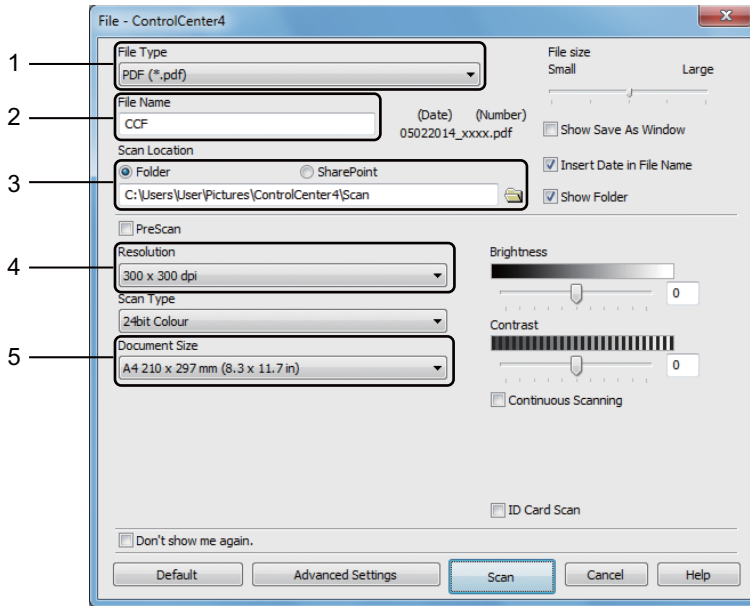 File - ControlCenter4
1
File Type
PDF (*.pdf)
File size
Small Large
2
File Name
CCF
(Date) (Number)
05022014_xxxx.pdf
Show Save As Window
Insert Date in File Name
Show Folder
3
Scan Location
Folder SharePoint
C:\Users\User\Pictures\ControlCenter4\Scan
PreScan
4
Resolution
300 x 300 dpi
Scan Type
24bit Colour
5
Document Size
A4 210 x 297 mm (8.3 x 11.7 in)
Brightness
0
Contrast
0
Continuous Scanning
ID Card Scan
Don't show me again.
Default Advanced Settings Scan Cancel Help